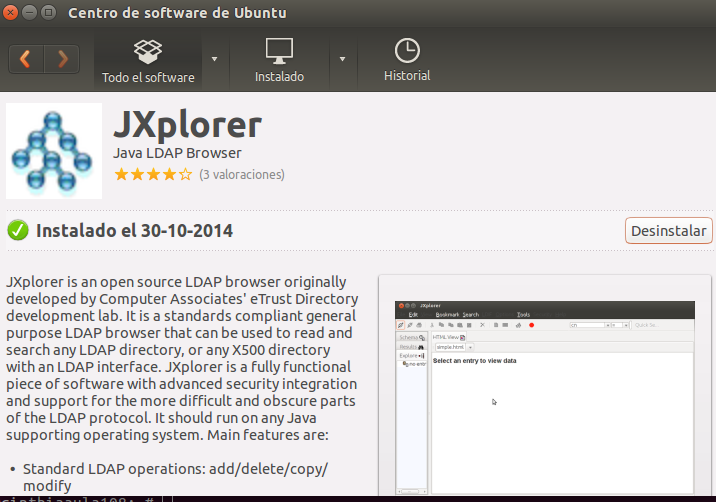 Centro de software de Ubuntu
Todo el software
Instalado
Historial
JXplorer
Java LDAP Browser
(3 valoraciones)
Instalado el 30-10-2014
Desinstalar
JXplorer is an open source LDAP browser originally
developed by Computer Associates' eTrust Directory
development lab. It is a standards compliant general
purpose LDAP browser that can be used to read and
search any LDAP directory, or any X500 directory
with an LDAP interface. JXplorer is a fully functional
piece of software with advanced security integration
and support for the more difficult and obscure parts
of the LDAP protocol. It should run on any Java
supporting operating system. Main features are:
• Standard LDAP operations: add/delete/copy/
modify
JXplorer
Edit Bookmark Search Tools
cn = Quick Se
Schema HTML View
Results simple.html
Explore
Select an entry to view data
no entr